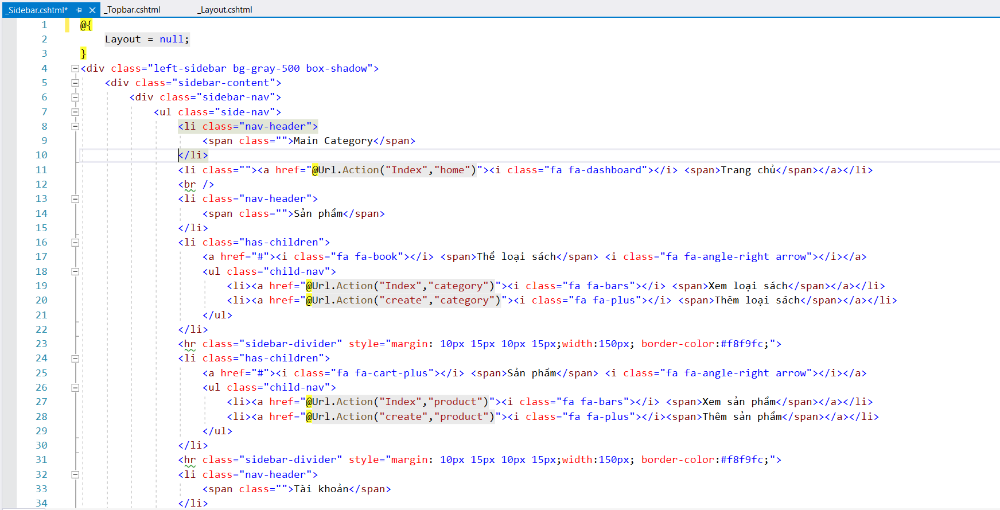 _Sidebar.cshtml*
_Topbar.cshtml
_Layout.cshtml
1 @{
2 Layout = null;
3 }
4 <div class="left-sidebar bg-gray-500 box-shadow">
5 <div class="sidebar-content">
6 <div class="sidebar-nav">
7 <ul class="side-nav">
8 <li class="nav-header">
9 <span class="">Main Category</span>
10 </li>
11 <li class=""><a href="@Url.Action("Index","home")"><i class="fa fa-dashboard"></i> <span>Trang chủ</span></a></li>
12 <br />
13 <li class="nav-header">
14 <span class="">Sản phẩm</span>
15 </li>
16 <li class="has-children">
17 <a href="#"><i class="fa fa-book"></i> <span>Thể loại sách</span> <i class="fa fa-angle-right arrow"></i></a>
18 <ul class="child-nav">
19 <li><a href="@Url.Action("Index","category")"><i class="fa fa-bars"></i> <span>Xem loại sách</span></a></li>
20 <li><a href="@Url.Action("create","category")"><i class="fa fa-plus"></i> <span>Thêm loại sách</span></a></li>
21 </ul>
22 </li>
23 <hr class="sidebar-divider" style="margin: 10px 15px 10px 15px;width:150px; border-color:#f8f9fc;">
24 <li class="has-children">
25 <a href="#"><i class="fa fa-cart-plus"></i> <span>Sản phẩm</span> <i class="fa fa-angle-right arrow"></i></a>
26 <ul class="child-nav">
27 <li><a href="@Url.Action("Index","product")"><i class="fa fa-bars"></i> <span>Xem sản phẩm</span></a></li>
28 <li><a href="@Url.Action("create","product")"><i class="fa fa-plus"></i><span>Thêm sản phẩm</span></a></li>
29 </ul>
30 </li>
31 <hr class="sidebar-divider" style="margin: 10px 15px 10px 15px;width:150px; border-color:#f8f9fc;">
32 <li class="nav-header">
33 <span class="">Tài khoản</span>
34 </li>